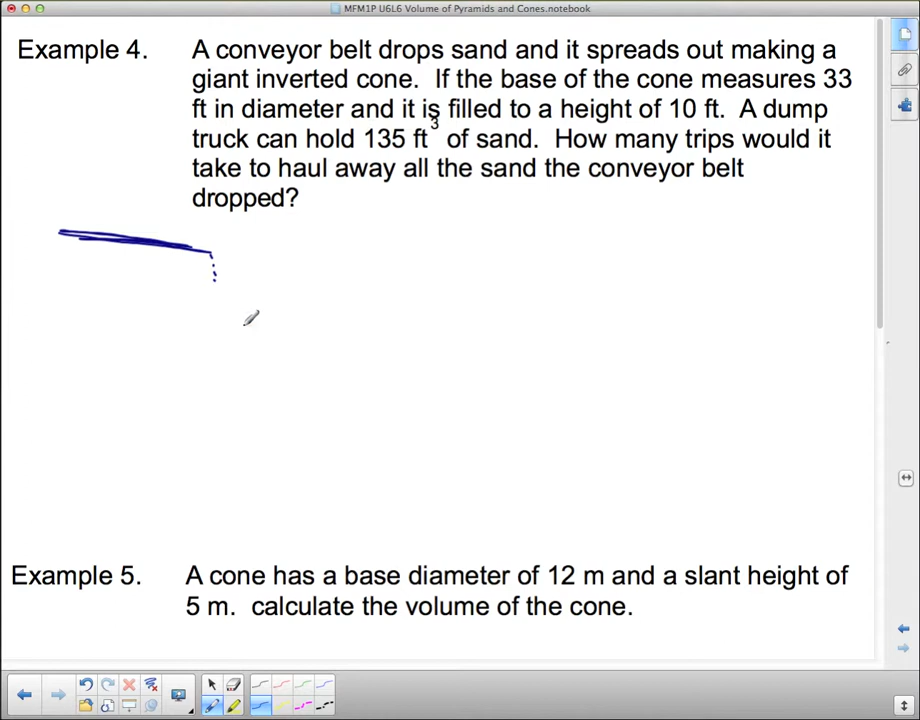 MFM1P U6L6 Volume of Pyramids and Cones.notebook
Example 4. A conveyor belt drops sand and it spreads out making a
giant inverted cone. If the base of the cone measures 33
ft in diameter and it is filled to a height of 10 ft. A dump
truck can hold 135 ft³ of sand. How many trips would it
take to haul away all the sand the conveyor belt
dropped?
Example 5. A cone has a base diameter of 12 m and a slant height of
5 m. calculate the volume of the cone.